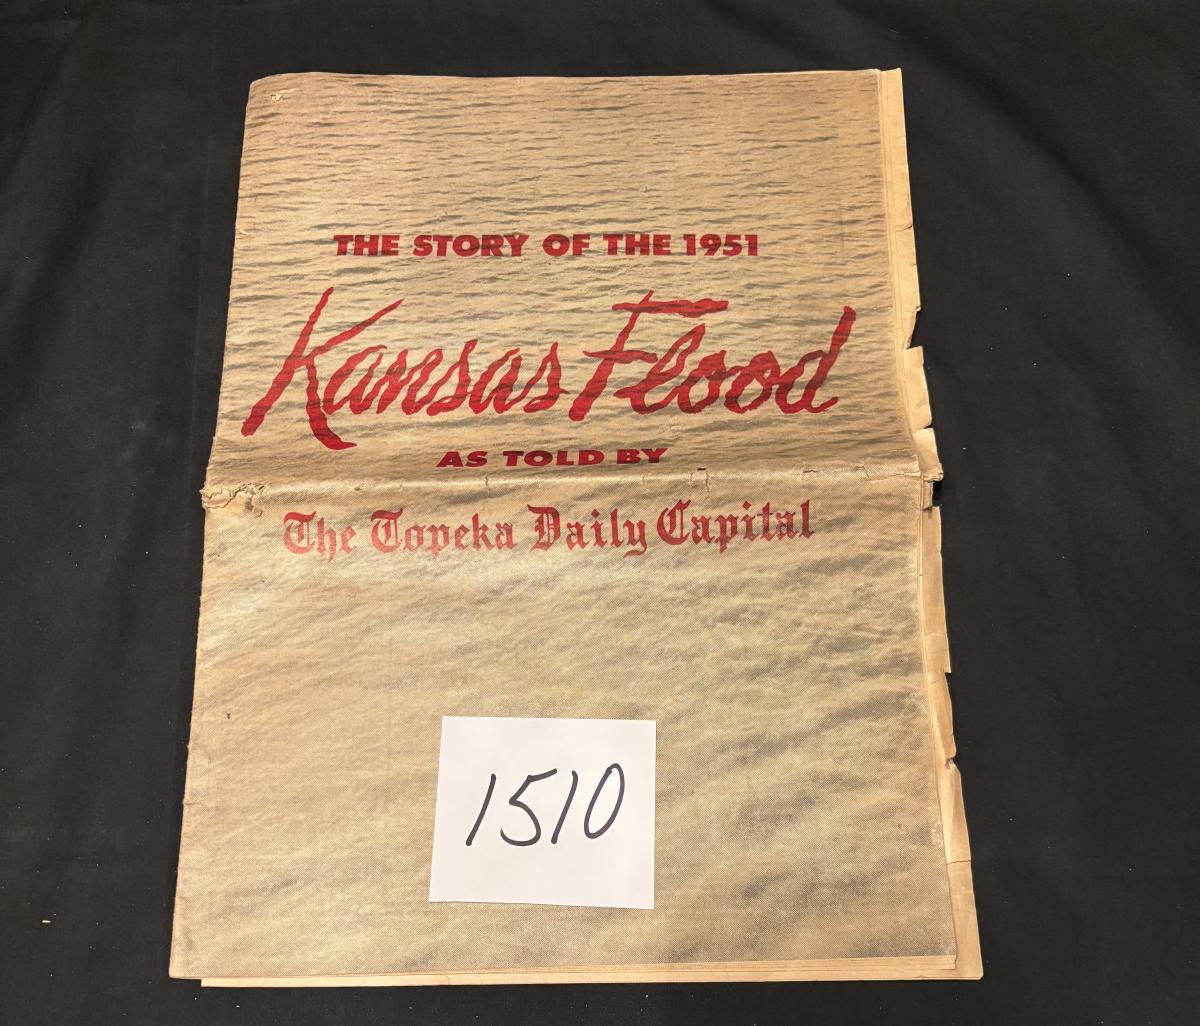 THE STORY OF THE 1951
Kansas Flood
AS TOLD BY
The Topeka Daily Capital
1510